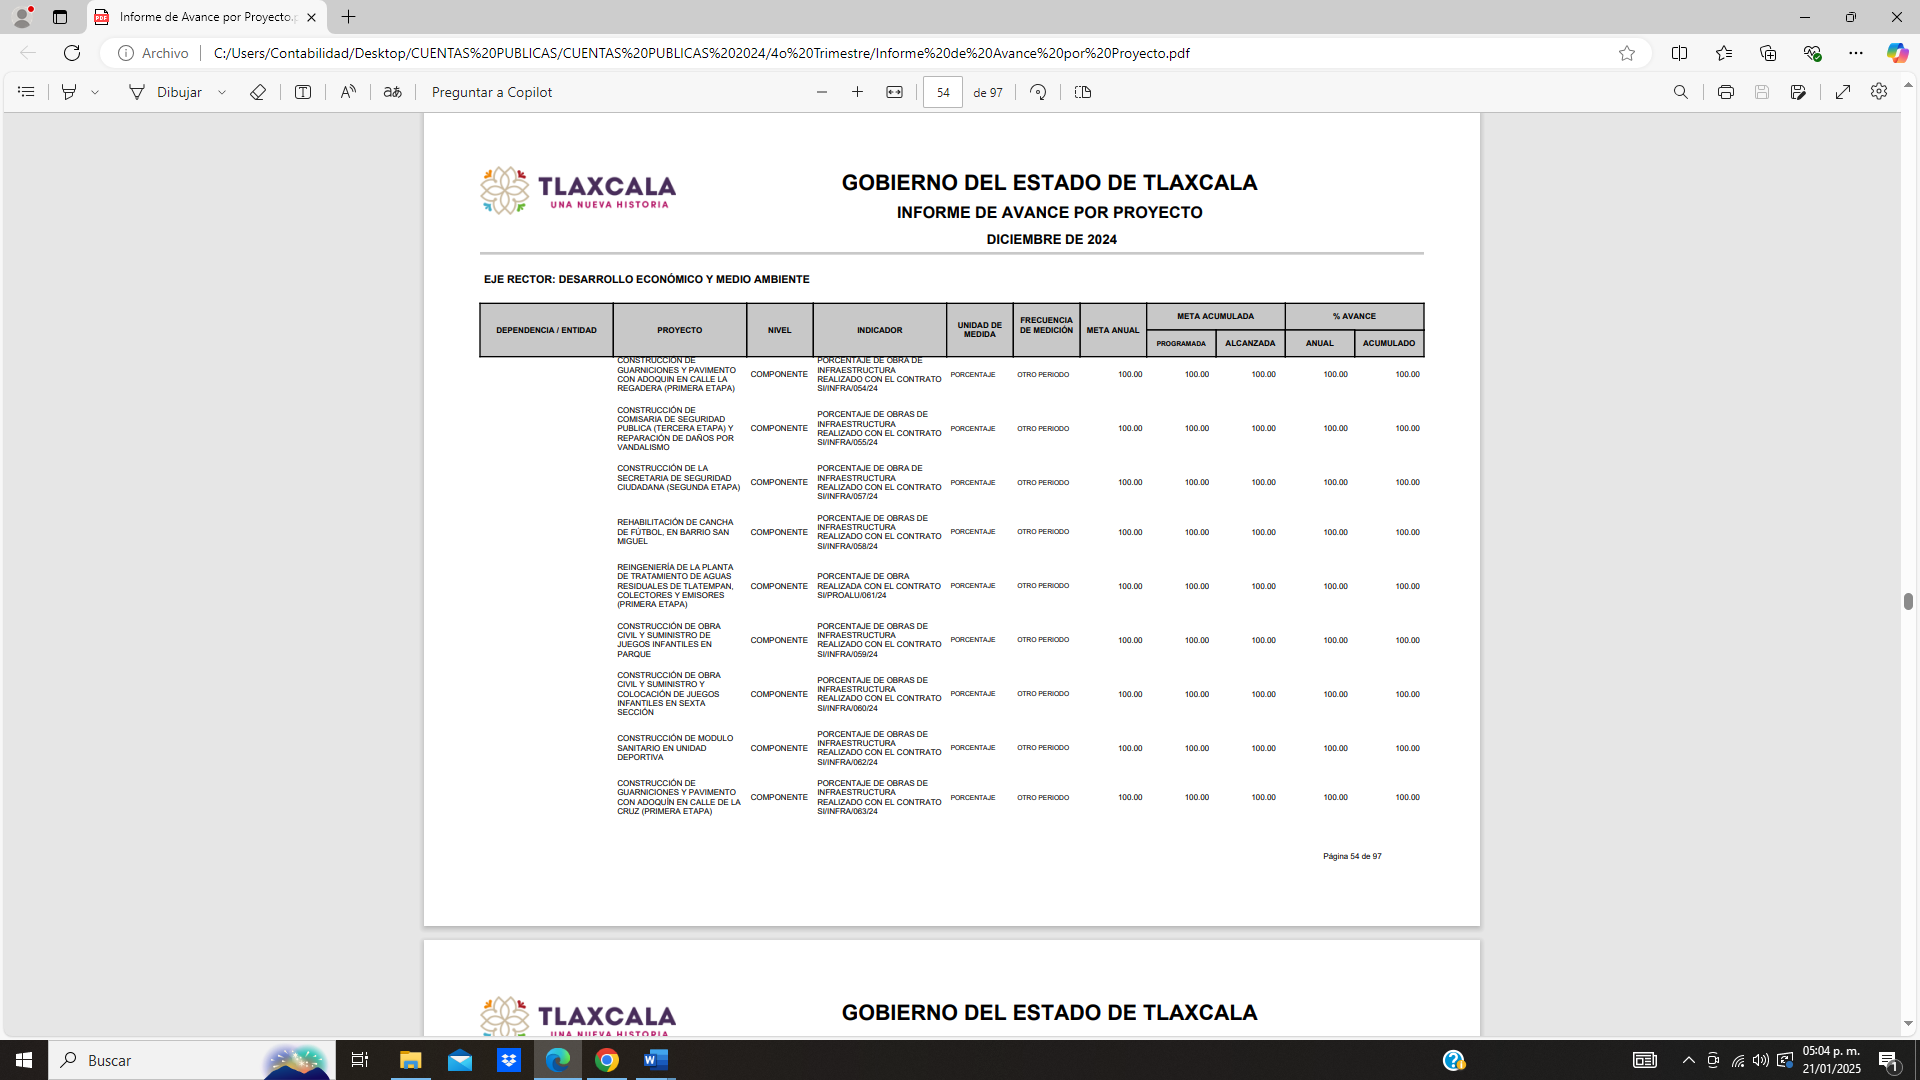 Informe de Avance por Proyecto.p
Archivo
C:/Users/Contabilidad/Desktop/CUENTAS%20PUBLICAS/CUENTAS%20PUBLICAS%202024/4o%20Trimestre/Informe%20de%20Avance%20por%20Proyecto.pdf
Dibujar
Preguntar a Copilot
54 de 97
TLAXCALA
UNA NUEVA HISTORIA
GOBIERNO DEL ESTADO DE TLAXCALA
INFORME DE AVANCE POR PROYECTO
DICIEMBRE DE 2024
EJE RECTOR: DESARROLLO ECONÓMICO Y MEDIO AMBIENTE
DEPENDENCIA / ENTIDAD
PROYECTO
NIVEL
INDICADOR
UNIDAD DE
MEDIDA
FRECUENCIA
DE MEDICIÓN
META ANUAL
META ACUMULADA
PROGRAMADA
ALCANZADA
% AVANCE
ANUAL
ACUMULADO
CONSTRUCCIÓN DE
GUARNICIONES Y PAVIMENTO
CON ADOQUIN EN CALLE LA
REGADERA (PRIMERA ETAPA)
COMPONENTE
PORCENTAJE DE OBRA DE
INFRAESTRUCTURA
REALIZADO CON EL CONTRATO
SI/INFRA/054/24
PORCENTAJE
OTRO PERIODO
100.00 100.00 100.00 100.00 100.00
CONSTRUCCIÓN DE
COMISARIA DE SEGURIDAD
PUBLICA (TERCERA ETAPA) Y
REPARACIÓN DE DAÑOS POR
VANDALISMO
COMPONENTE
PORCENTAJE DE OBRAS DE
INFRAESTRUCTURA
REALIZADO CON EL CONTRATO
SI/INFRA/055/24
PORCENTAJE
OTRO PERIODO
100.00 100.00 100.00 100.00 100.00
CONSTRUCCIÓN DE LA
SECRETARIA DE SEGURIDAD
CIUDADANA (SEGUNDA ETAPA)
COMPONENTE
PORCENTAJE DE OBRA DE
INFRAESTRUCTURA
REALIZADO CON EL CONTRATO
SI/INFRA/057/24
PORCENTAJE
OTRO PERIODO
100.00 100.00 100.00 100.00 100.00
REHABILITACIÓN DE CANCHA
DE FÚTBOL, EN BARRIO SAN
MIGUEL
COMPONENTE
PORCENTAJE DE OBRAS DE
INFRAESTRUCTURA
REALIZADO CON EL CONTRATO
SI/INFRA/058/24
PORCENTAJE
OTRO PERIODO
100.00 100.00 100.00 100.00 100.00
REINGENIERÍA DE LA PLANTA
DE TRATAMIENTO DE AGUAS
RESIDUALES DE TLATEMPAN,
COLECTORES Y EMISORES
(PRIMERA ETAPA)
COMPONENTE
PORCENTAJE DE OBRA
REALIZADA CON EL CONTRATO
SI/PROALU/061/24
PORCENTAJE
OTRO PERIODO
100.00 100.00 100.00 100.00 100.00
CONSTRUCCIÓN DE OBRA
CIVIL Y SUMINISTRO DE
JUEGOS INFANTILES EN
PARQUE
COMPONENTE
PORCENTAJE DE OBRAS DE
INFRAESTRUCTURA
REALIZADO CON EL CONTRATO
SI/INFRA/059/24
PORCENTAJE
OTRO PERIODO
100.00 100.00 100.00 100.00 100.00
CONSTRUCCIÓN DE OBRA
CIVIL Y SUMINISTRO Y
COLOCACIÓN DE JUEGOS
INFANTILES EN SEXTA
SECCIÓN
COMPONENTE
PORCENTAJE DE OBRAS DE
INFRAESTRUCTURA
REALIZADO CON EL CONTRATO
SI/INFRA/060/24
PORCENTAJE
OTRO PERIODO
100.00 100.00 100.00 100.00 100.00
CONSTRUCCIÓN DE MODULO
SANITARIO EN UNIDAD
DEPORTIVA
COMPONENTE
PORCENTAJE DE OBRAS DE
INFRAESTRUCTURA
REALIZADO CON EL CONTRATO
SI/INFRA/062/24
PORCENTAJE
OTRO PERIODO
100.00 100.00 100.00 100.00 100.00
CONSTRUCCIÓN DE
GUARNICIONES Y PAVIMENTO
CON ADOQUÍN EN CALLE DE LA
CRUZ (PRIMERA ETAPA)
COMPONENTE
PORCENTAJE DE OBRAS DE
INFRAESTRUCTURA
REALIZADO CON EL CONTRATO
SI/INFRA/063/24
PORCENTAJE
OTRO PERIODO
100.00 100.00 100.00 100.00 100.00
Página 54 de 97
TLAXCALA
UNA NUEVA HISTORIA
GOBIERNO DEL ESTADO DE TLAXCALA
Buscar
05:04 p. m.
21/01/2025
1